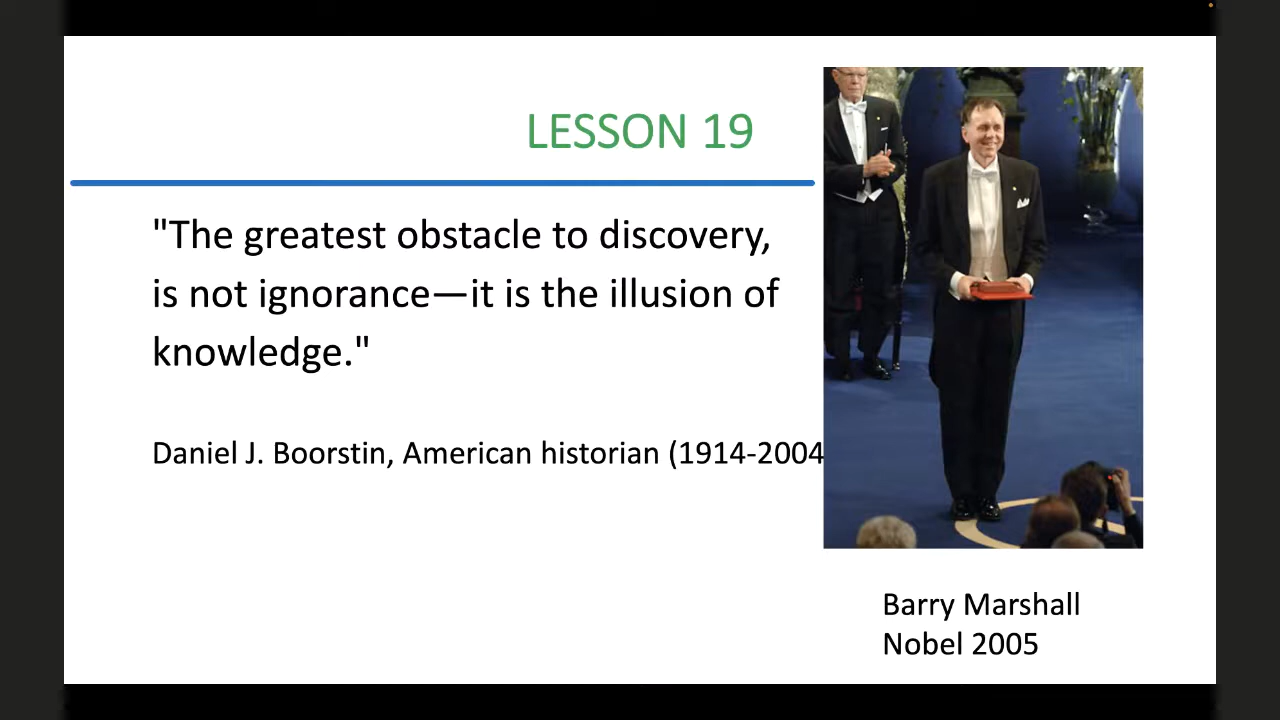 LESSON 19
"The greatest obstacle to discovery,
is not ignorance—it is the illusion of
knowledge."
Daniel J. Boorstin, American historian (1914-2004
Barry Marshall
Nobel 2005